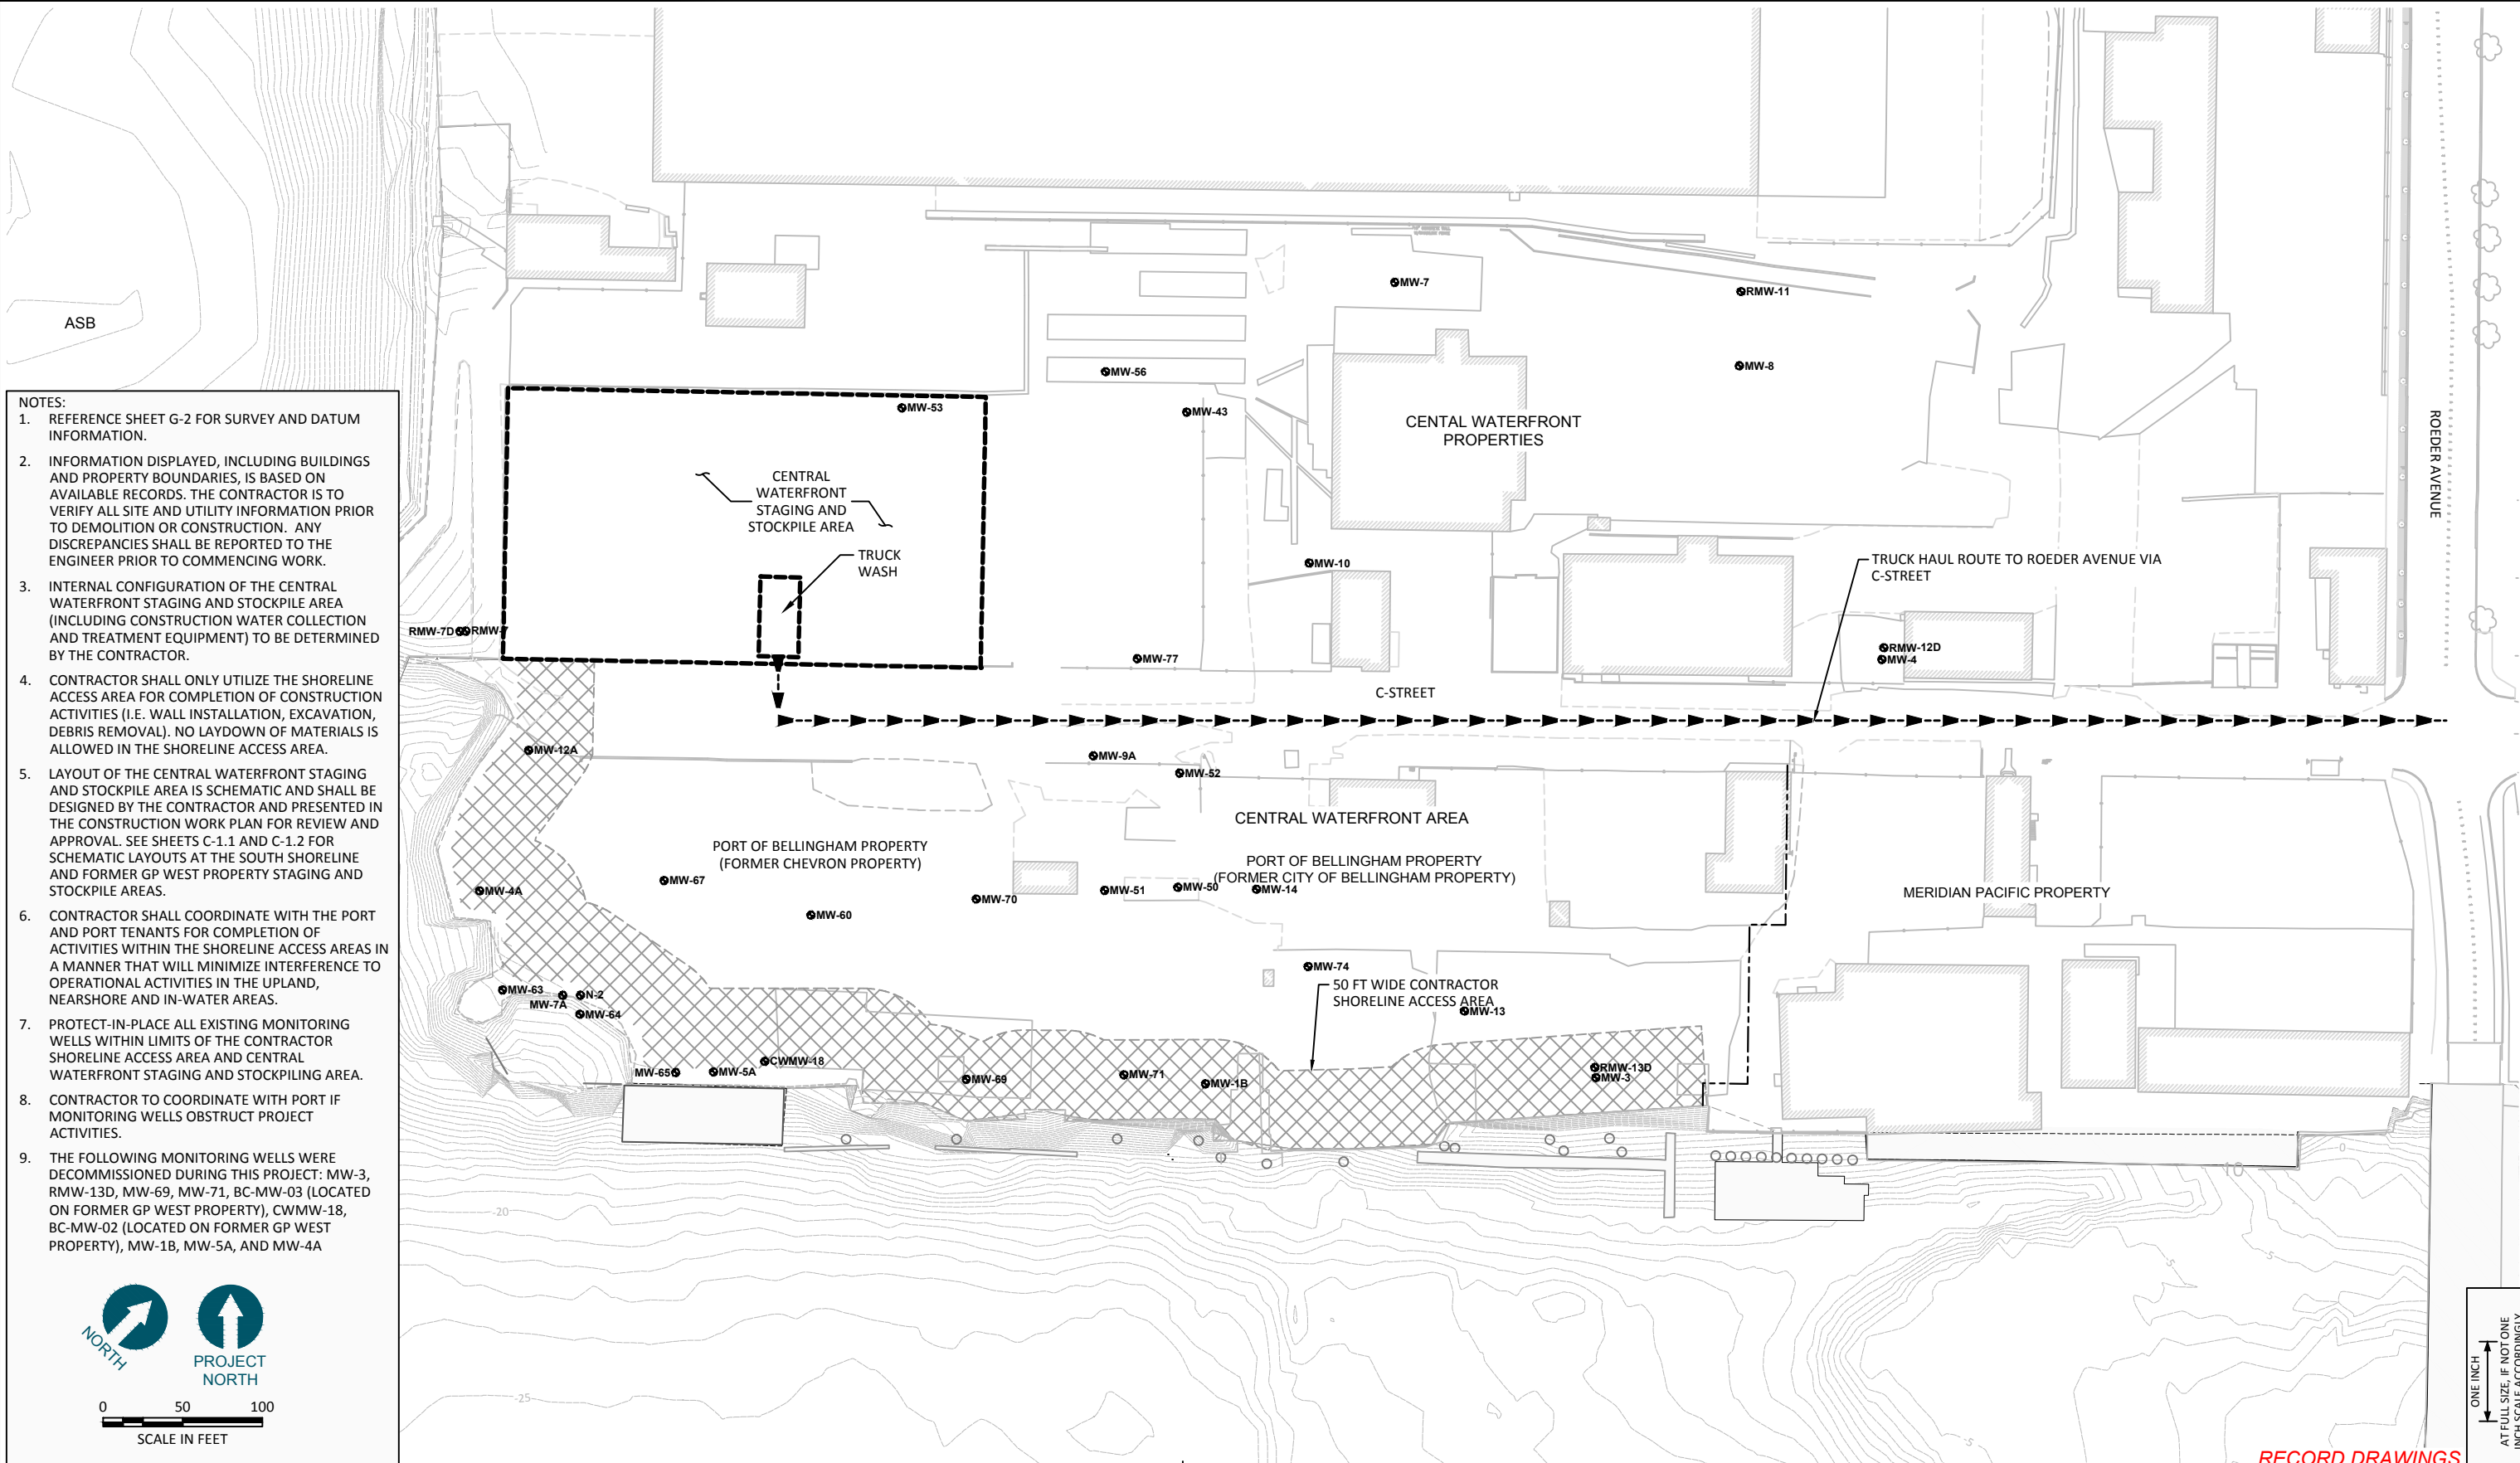 ASB
NOTES:
1. REFERENCE SHEET G-2 FOR SURVEY AND DATUM
INFORMATION.
2. INFORMATION DISPLAYED, INCLUDING BUILDINGS
AND PROPERTY BOUNDARIES, IS BASED ON
AVAILABLE RECORDS. THE CONTRACTOR IS TO
VERIFY ALL SITE AND UTILITY INFORMATION PRIOR
TO DEMOLITION OR CONSTRUCTION. ANY
DISCREPANCIES SHALL BE REPORTED TO THE
ENGINEER PRIOR TO COMMENCING WORK.
3. INTERNAL CONFIGURATION OF THE CENTRAL
WATERFRONT STAGING AND STOCKPILE AREA
(INCLUDING CONSTRUCTION WATER COLLECTION
AND TREATMENT EQUIPMENT) TO BE DETERMINED
BY THE CONTRACTOR.
4. CONTRACTOR SHALL ONLY UTILIZE THE SHORELINE
ACCESS AREA FOR COMPLETION OF CONSTRUCTION
ACTIVITIES (I.E. WALL INSTALLATION, EXCAVATION,
DEBRIS REMOVAL). NO LAYDOWN OF MATERIALS IS
ALLOWED IN THE SHORELINE ACCESS AREA.
5. LAYOUT OF THE CENTRAL WATERFRONT STAGING
AND STOCKPILE AREA IS SCHEMATIC AND SHALL BE
DESIGNED BY THE CONTRACTOR AND PRESENTED IN
THE CONSTRUCTION WORK PLAN FOR REVIEW AND
APPROVAL. SEE SHEETS C-1.1 AND C-1.2 FOR
SCHEMATIC LAYOUTS AT THE SOUTH SHORELINE
AND FORMER GP WEST PROPERTY STAGING AND
STOCKPILE AREAS.
6. CONTRACTOR SHALL COORDINATE WITH THE PORT
AND PORT TENANTS FOR COMPLETION OF
ACTIVITIES WITHIN THE SHORELINE ACCESS AREAS IN
A MANNER THAT WILL MINIMIZE INTERFERENCE TO
OPERATIONAL ACTIVITIES IN THE UPLAND,
NEARSHORE AND IN-WATER AREAS.
7. PROTECT-IN-PLACE ALL EXISTING MONITORING
WELLS WITHIN LIMITS OF THE CONTRACTOR
SHORELINE ACCESS AREA AND CENTRAL
WATERFRONT STAGING AND STOCKPILING AREA.
8. CONTRACTOR TO COORDINATE WITH PORT IF
MONITORING WELLS OBSTRUCT PROJECT
ACTIVITIES.
9. THE FOLLOWING MONITORING WELLS WERE
DECOMMISSIONED DURING THIS PROJECT: MW-3,
RMW-13D, MW-69, MW-71, BC-MW-03 (LOCATED
ON FORMER GP WEST PROPERTY), CWMW-18,
BC-MW-02 (LOCATED ON FORMER GP WEST
PROPERTY), MW-1B, MW-5A, AND MW-4A
NORTH
PROJECT
NORTH
0 50 100
SCALE IN FEET
MW-7
RMW-11
MW-8
MW-56
MW-53
MW-43
CENTAL WATERFRONT
PROPERTIES
ROEDER AVENUE
CENTRAL
WATERFRONT
STAGING AND
STOCKPILE AREA
TRUCK
WASH
MW-10
TRUCK HAUL ROUTE TO ROEDER AVENUE VIA
C-STREET
RMW-7D
RMW-7
MW-77
RMW-12D
MW-4
C-STREET
MW-12A
MW-9A
MW-52
CENTRAL WATERFRONT AREA
PORT OF BELLINGHAM PROPERTY
(FORMER CHEVRON PROPERTY)
PORT OF BELLINGHAM PROPERTY
(FORMER CITY OF BELLINGHAM PROPERTY)
MERIDIAN PACIFIC PROPERTY
MW-67
MW-4A
MW-60
MW-70
MW-51
MW-50
MW-14
MW-74
50 FT WIDE CONTRACTOR
SHORELINE ACCESS AREA
MW-13
MW-63
MW-7A
N-2
MW-64
MW-65
MW-5A
CWMW-18
MW-69
MW-71
MW-1B
RMW-13D
MW-3
-20
-25
-5
-5
-5
10
0
ONE INCH
AT FULL SIZE, IF NOT ONE
INCH SCALE ACCORDINGLY
RECORD DRAWINGS